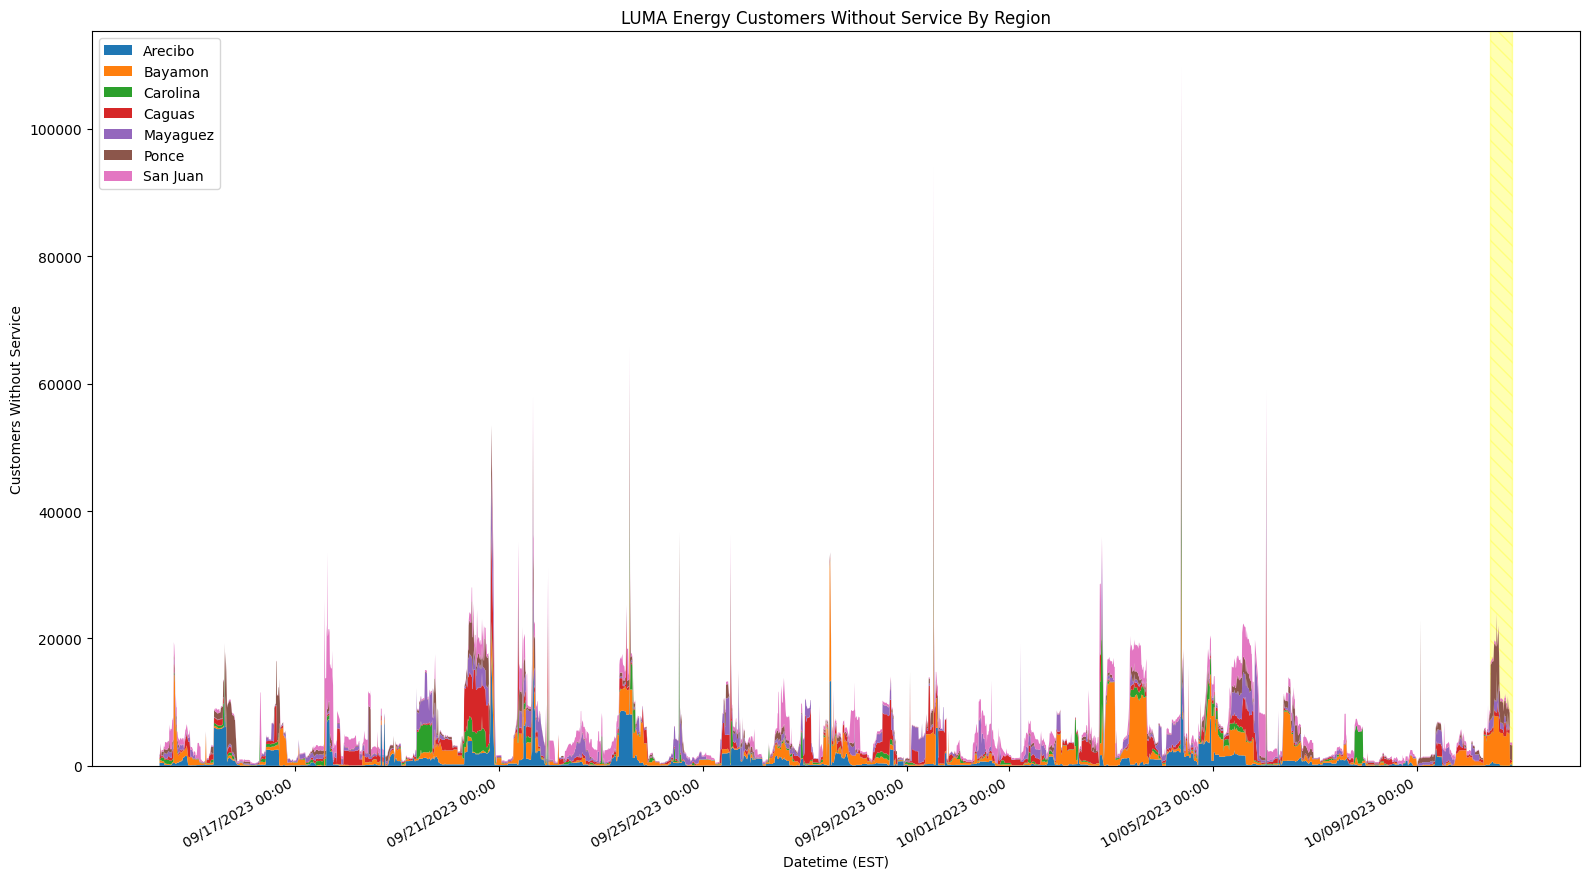 LUMA Energy Customers Without Service By Region
Arecibo
Bayamon
Carolina
Caguas
Mayaguez
Ponce
San Juan
100000
80000
60000
40000
20000
0
Customers Without Service
09/17/2023 00:00
09/21/2023 00:00
09/25/2023 00:00
09/29/2023 00:00
10/01/2023 00:00
10/05/2023 00:00
10/09/2023 00:00
Datetime (EST)